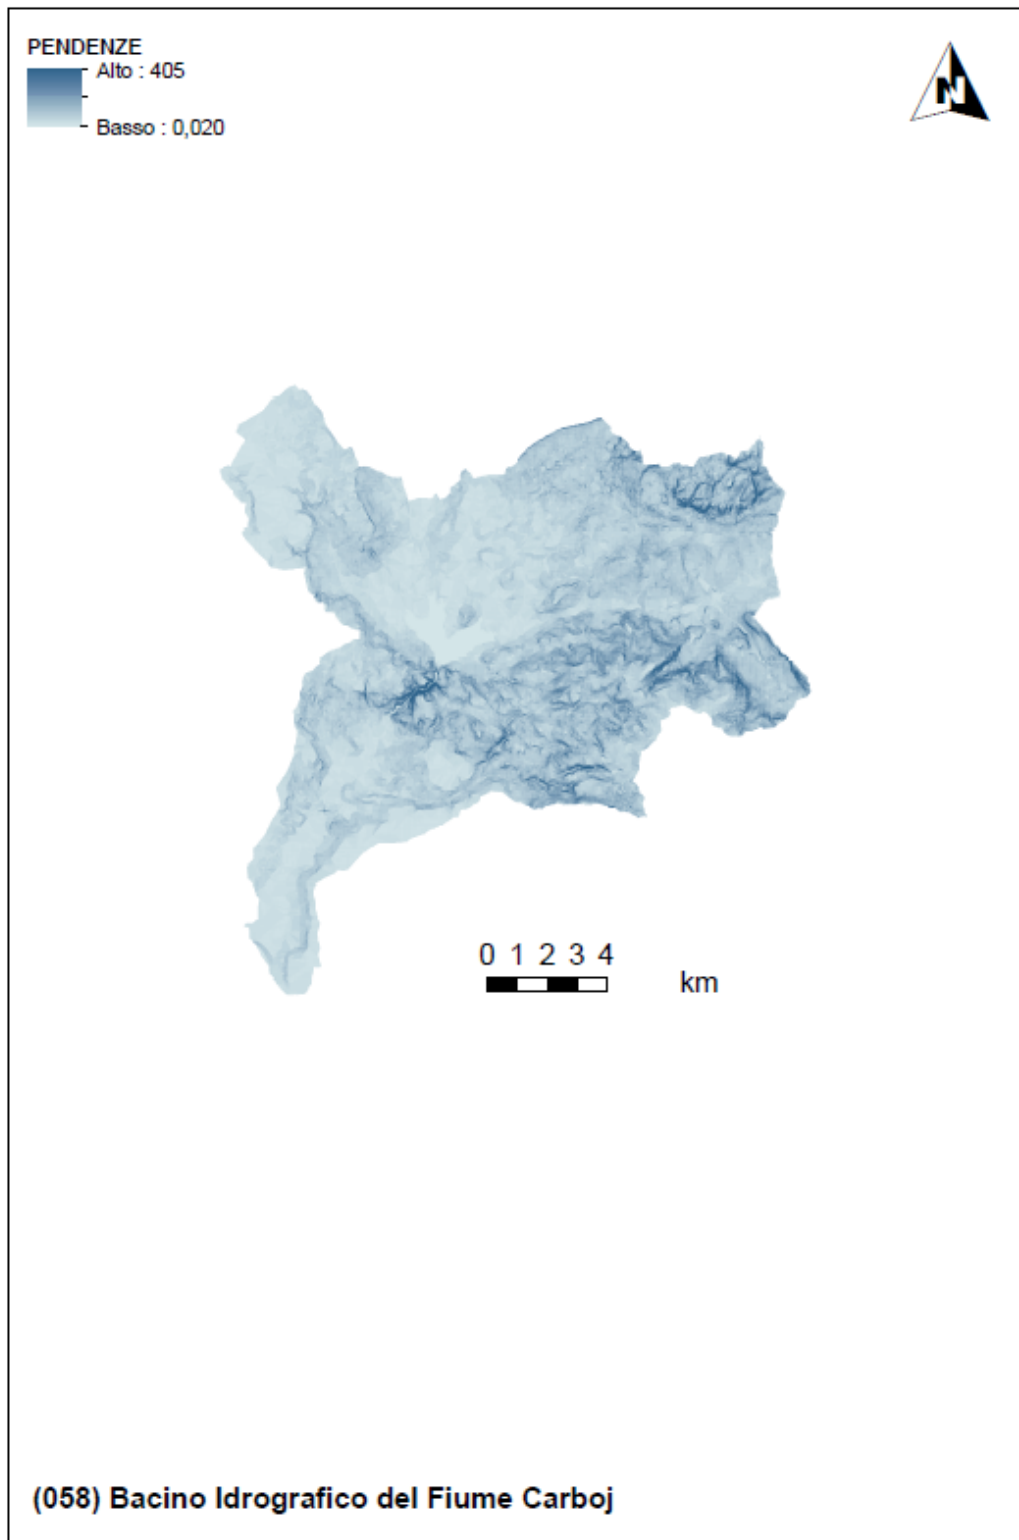 PENDENZE
Alto : 405
Basso : 0,020
N
0 1 2 3 4
km
(058) Bacino Idrografico del Fiume Carboj